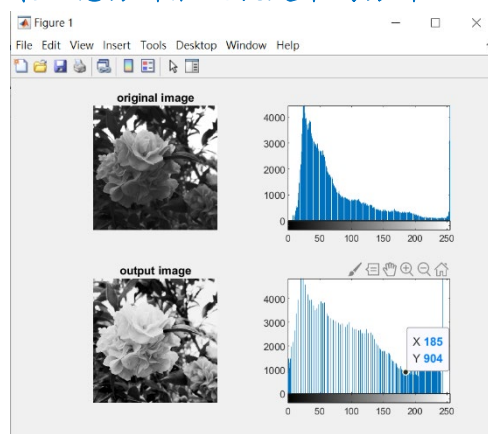 Figure 1
File Edit View Insert Tools Desktop Window Help
original image
4000
3000
2000
1000
0
0 50 100 150 200 250
output image
4000
3000
2000
1000
0
0 50 100 150 200 250
X 185
Y 904